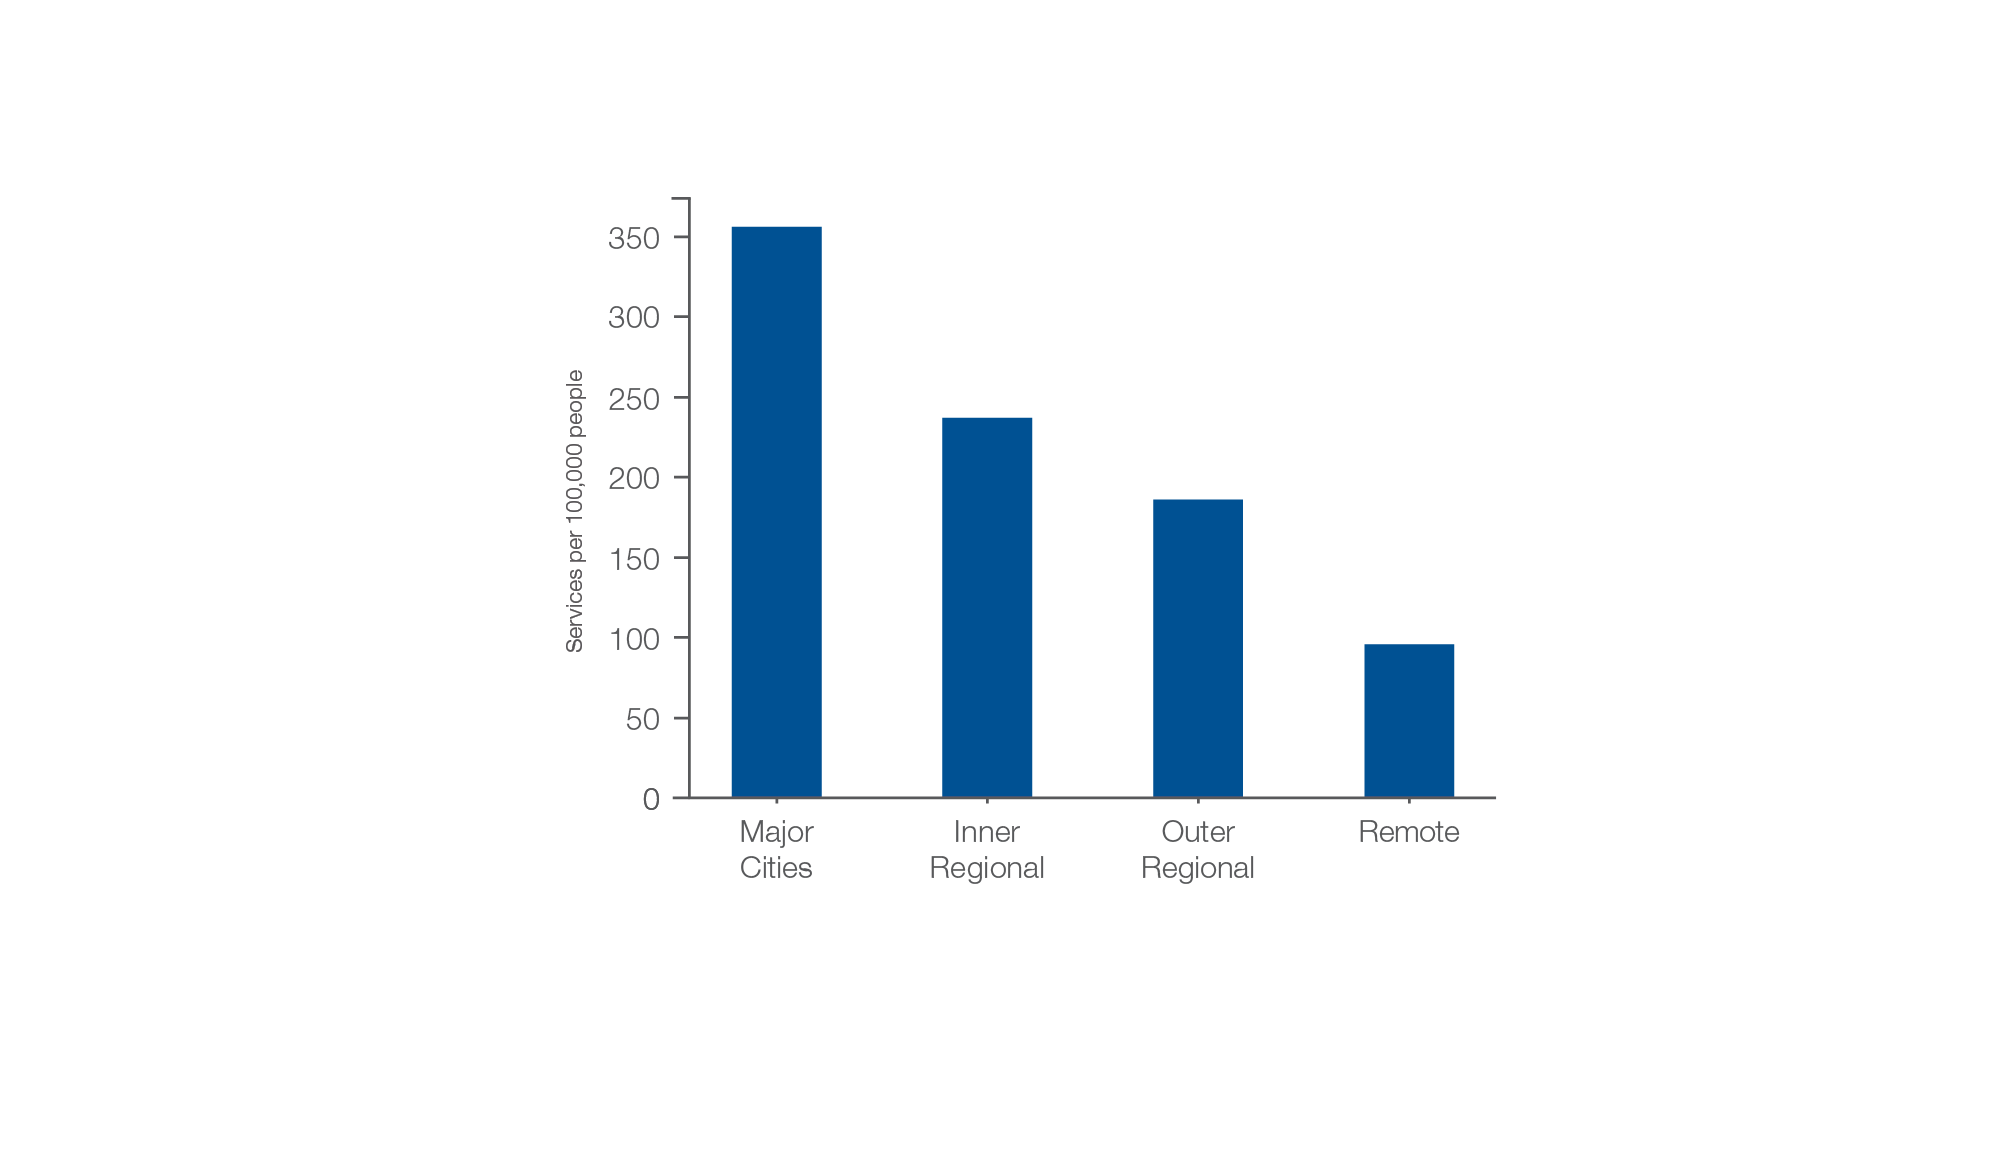 350
300
250
200
150
100
50
0
Services per 100,000 people
Major
Cities
Inner
Regional
Outer
Regional
Remote